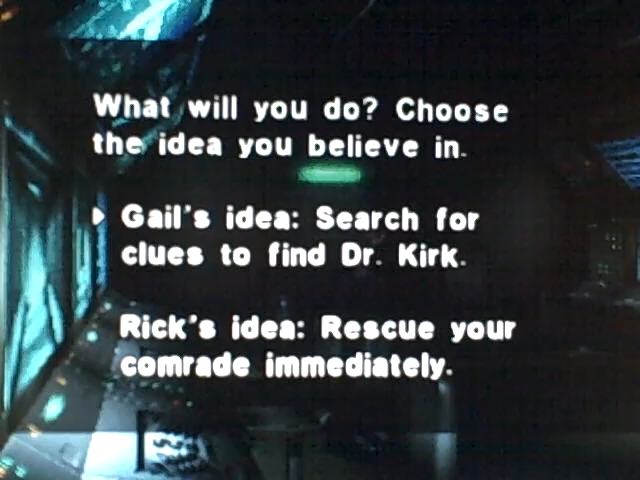 What will you do? Choose
the idea you believe in.
Gail's idea: Search for
clues to find Dr. Kirk.
Rick's idea: Rescue your
comrade immediately.